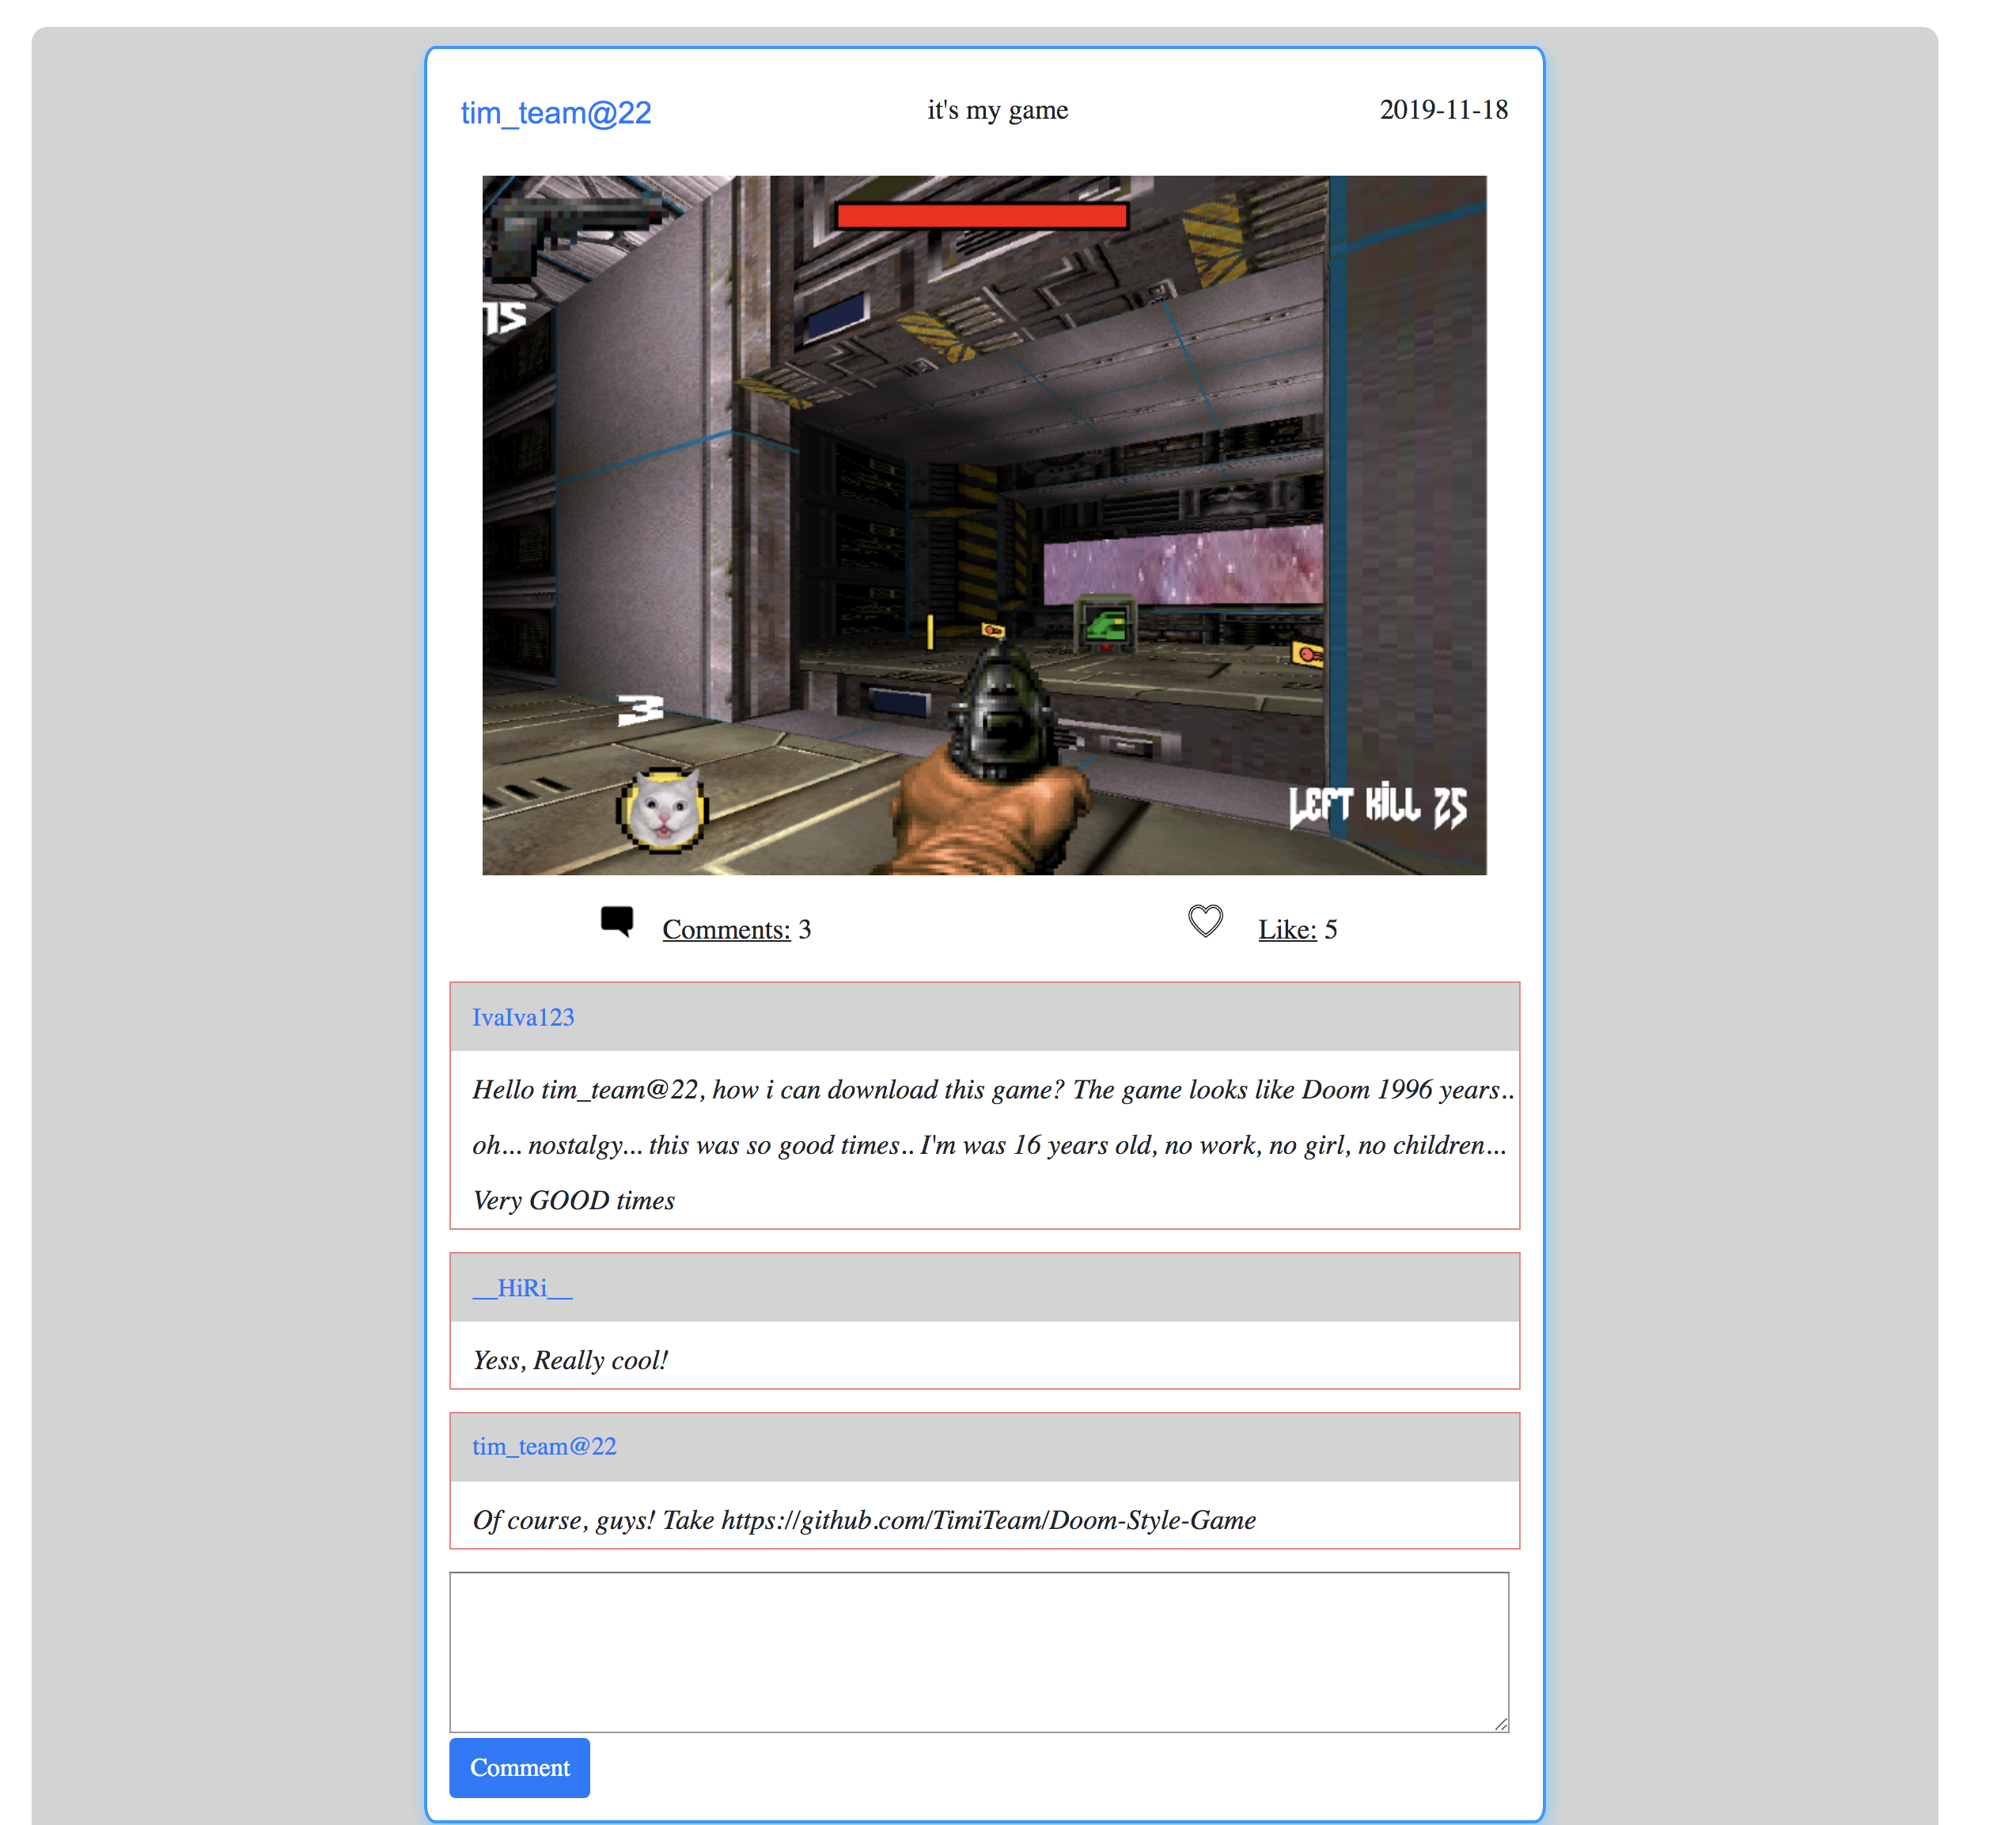 tim_team@22 it's my game 2019-11-18
15
3
LEFT KILL 25
Comments: 3 Like: 5
IvaIva123
Hello tim_team@22, how i can download this game? The game looks like Doom 1996 years..
oh... nostalgy... this was so good times.. I'm was 16 years old, no work, no girl, no children...
Very GOOD times
__HiRi__
Yess, Really cool!
tim_team@22
Of course, guys! Take https://github.com/TimiTeam/Doom-Style-Game
Comment